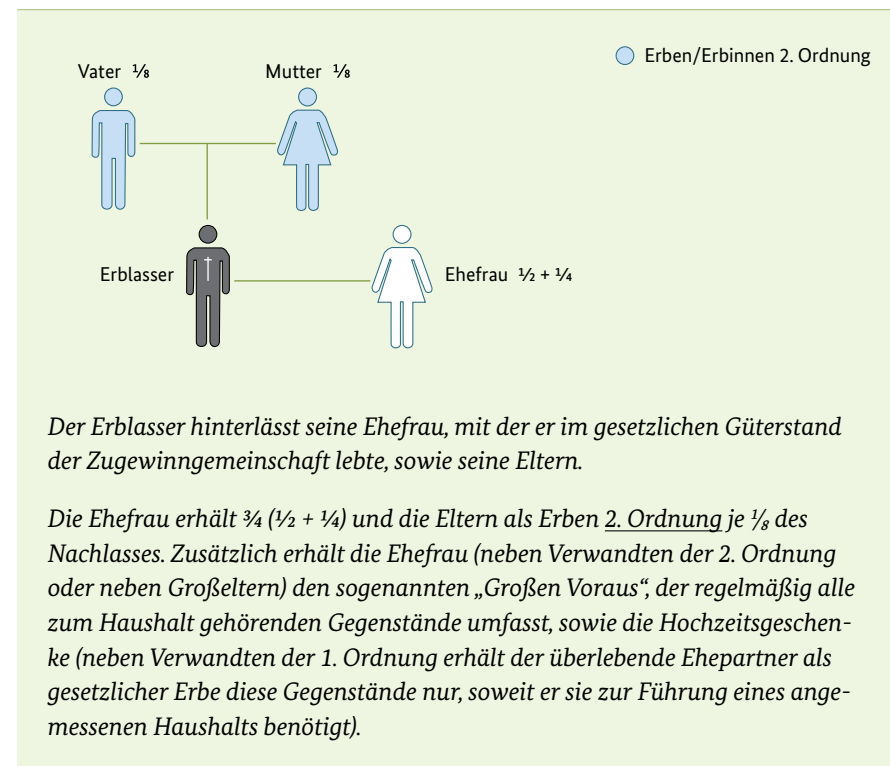 Erben/Erbinnen 2. Ordnung
Vater ⅛
Mutter ⅛
Erblasser
Ehefrau ½ + ¼
Der Erblasser hinterlässt seine Ehefrau, mit der er im gesetzlichen Güterstand
der Zugewinngemeinschaft lebte, sowie seine Eltern.
Die Ehefrau erhält ¾ (½ + ¼) und die Eltern als Erben 2. Ordnung je ⅛ des
Nachlasses. Zusätzlich erhält die Ehefrau (neben Verwandten der 2. Ordnung
oder neben Großeltern) den sogenannten „Großen Voraus“, der regelmäßig alle
zum Haushalt gehörenden Gegenstände umfasst, sowie die Hochzeitsgeschen-
ke (neben Verwandten der 1. Ordnung erhält der überlebende Ehepartner als
gesetzlicher Erbe diese Gegenstände nur, soweit er sie zur Führung eines ange-
messenen Haushalts benötigt).